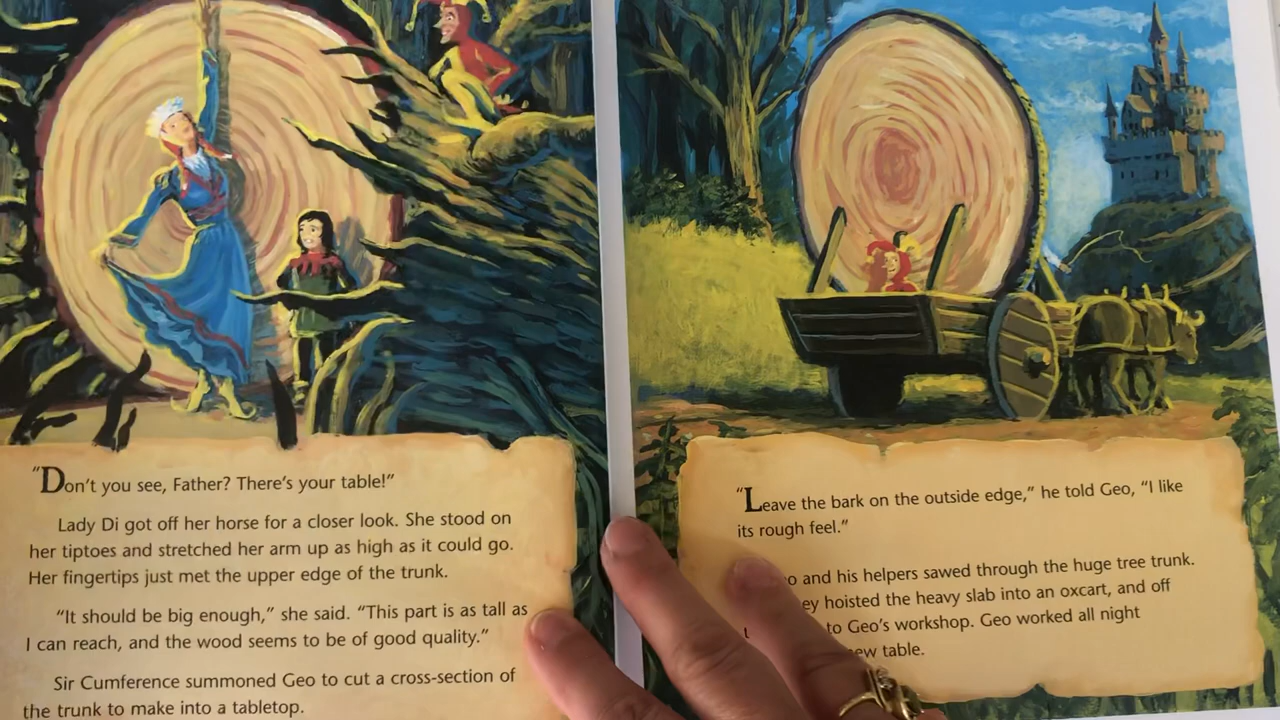 "Don't you see, Father? There's your table!"
Lady Di got off her horse for a closer look. She stood on
her tiptoes and stretched her arm up as high as it could go.
Her fingertips just met the upper edge of the trunk.
"It should be big enough," she said. "This part is as tall as
I can reach, and the wood seems to be of good quality."
Sir Cumference summoned Geo to cut a cross-section of
the trunk to make into a tabletop.
"Leave the bark on the outside edge," he told Geo, "I like
its rough feel."
and his helpers sawed through the huge tree trunk.
hoisted the heavy slab into an oxcart, and off
to Geo's workshop. Geo worked all night
table.